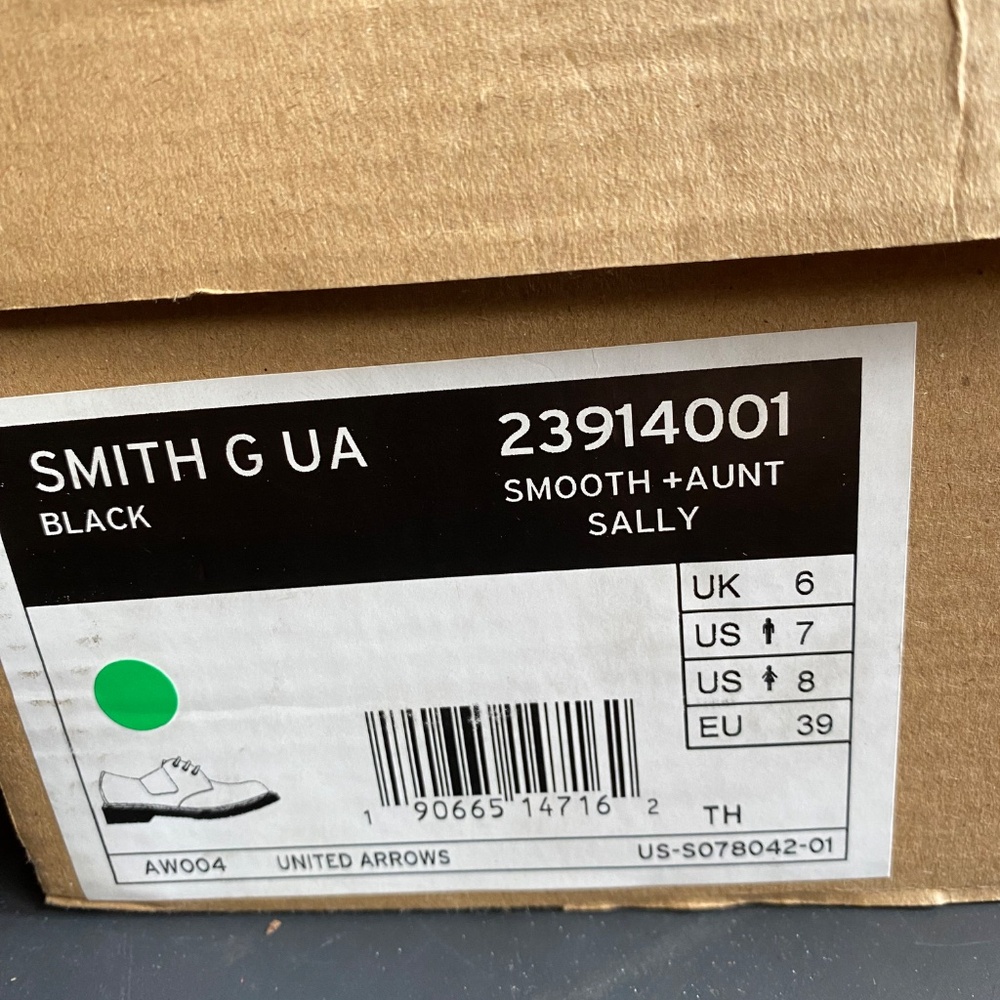 SMITH G UA
BLACK
23914001
SMOOTH +AUNT
SALLY
UK 6
US 7
US 8
EU 39
1 90665 14716 2
TH
AW004 UNITED ARROWS US-S078042-01